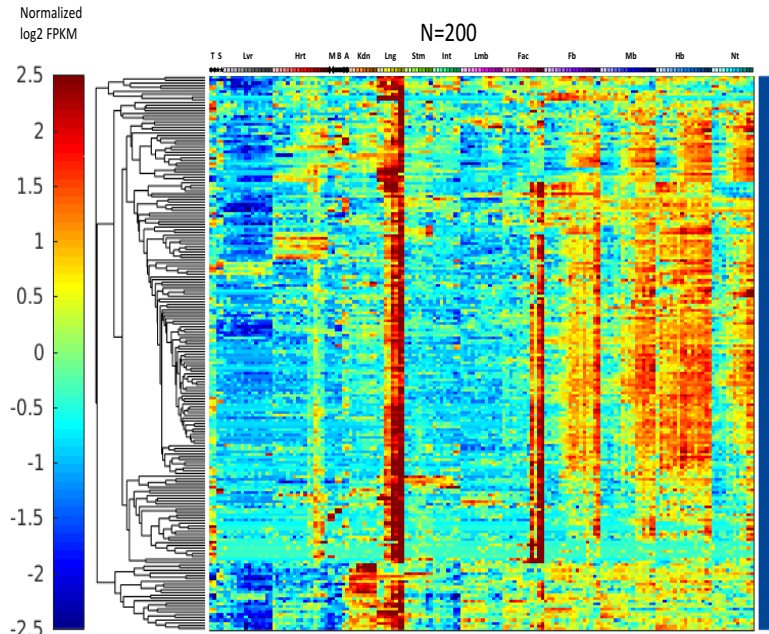 Normalized
log2 FPKM
N=200
T S Lvr Hrt M B A Kdn Lng Stm Int Lmb Fac Fb Mb Hb Nt
2.5
2
1.5
1
0.5
0
-0.5
-1
-1.5
-2
-2.5